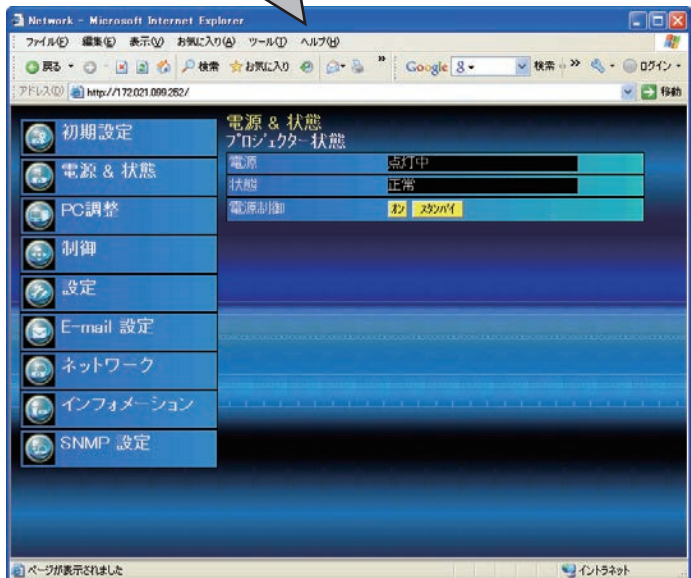 Network - Microsoft Internet Explorer
ファイル(F) 編集(E) 表示(V) お気に入り(A) ツール(T) ヘルプ(H)
戻る 検索 お気に入り » Google 検索 » ログイン
アドレス(D) http://172.021.099.252/ 移動
初期設定
電源 & 状態
PC調整
制御
設定
E-mail 設定
ネットワーク
インフォメーション
SNMP 設定
電源 & 状態
プロジェクター状態
電源 点灯中
状態 正常
電源制御 オン スタンバイ
ページが表示されました イントラネット